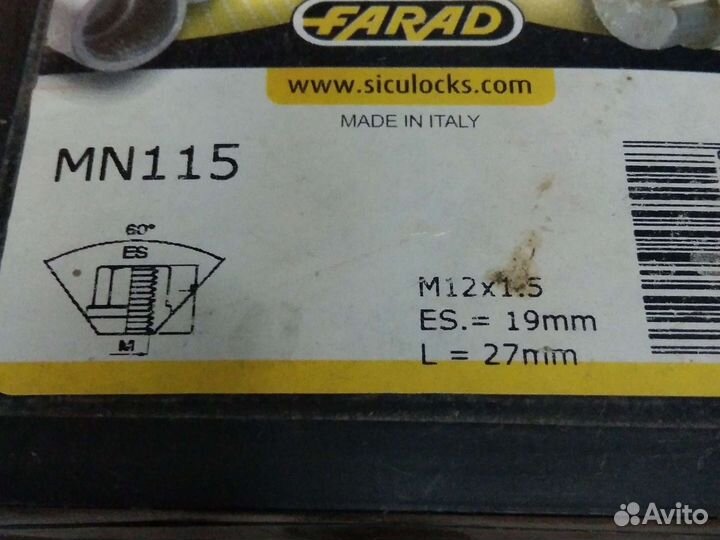 FARAD
www.siculocks.com
MADE IN ITALY
MN115
60°
ES
M
M12x1.5
ES.= 19mm
L = 27mm
Avito